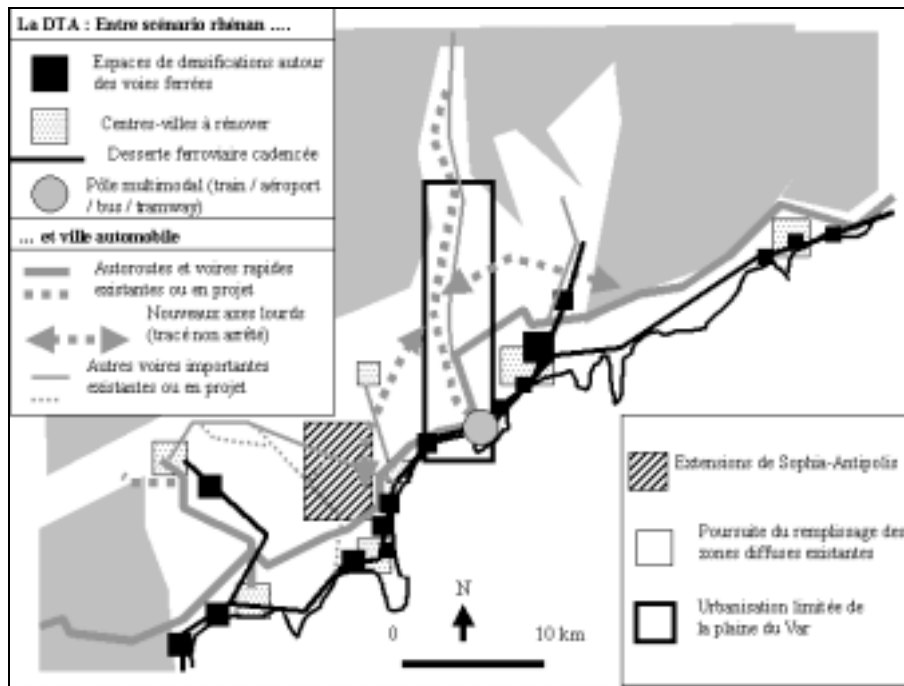 La DTA : Entre scénario rhénan ....
Espaces de densifications autour
des voies ferrées
Centres-villes à rénover
Desserte ferroviaire cadencée
Pôle multimodal (train / aéroport
/ bus / tramway)
... et ville automobile
Autoroutes et voires rapides
existantes ou en projet
Nouveaux axes lourds
(tracé non arrêté)
Autres voires importantes
existantes ou en projet
Extensions de Sophia-Antipolis
Poursuite du remplissage des
zones diffuses existantes
Urbanisation limitée de
la plaine du Var
N
0 10 km